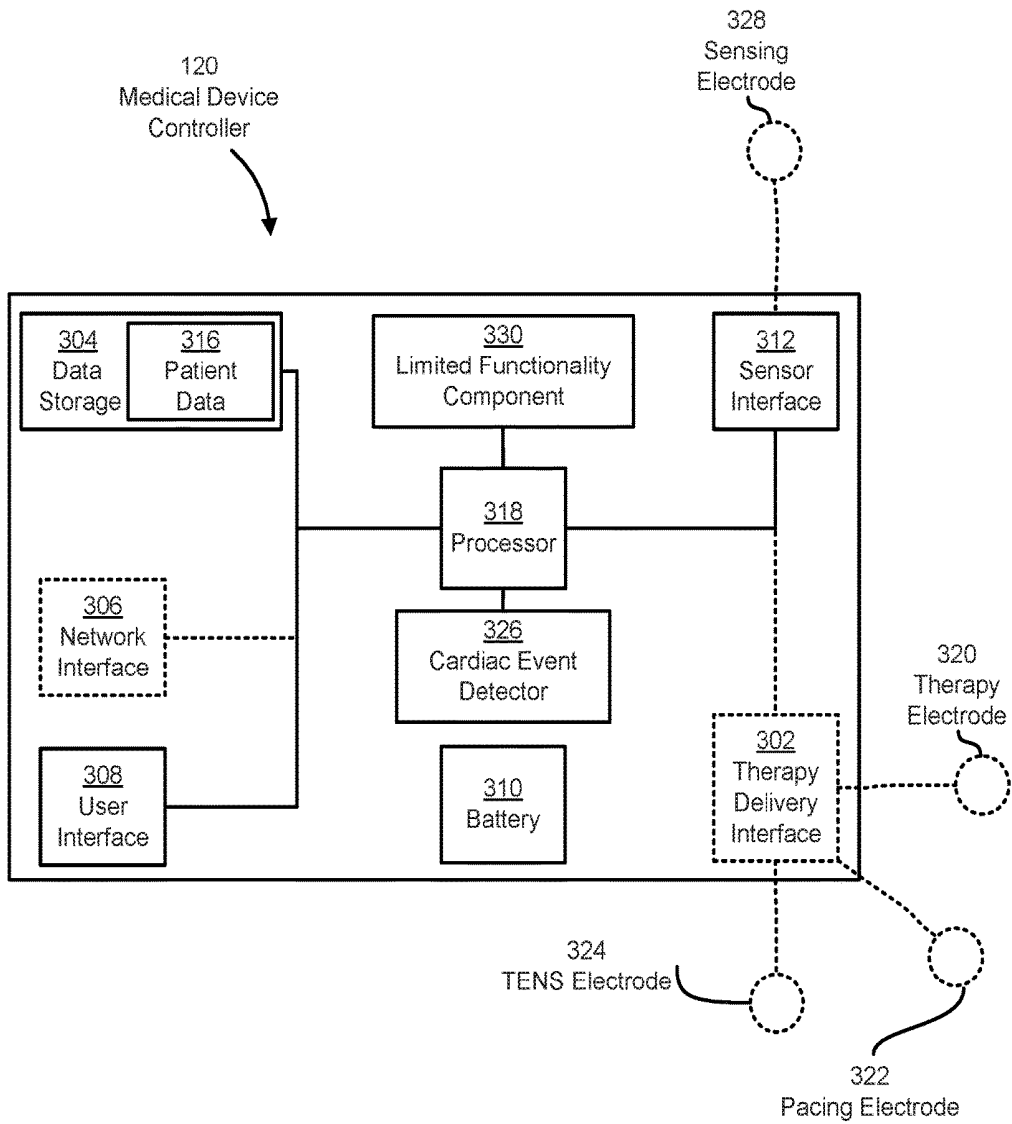 328
Sensing
Electrode
120
Medical Device
Controller
304
Data
Storage
316
Patient
Data
330
Limited Functionality
Component
312
Sensor
Interface
318
Processor
306
Network
Interface
326
Cardiac Event
Detector
320
Therapy
Electrode
308
User
Interface
310
Battery
302
Therapy
Delivery
Interface
324
TENS Electrode
322
Pacing Electrode